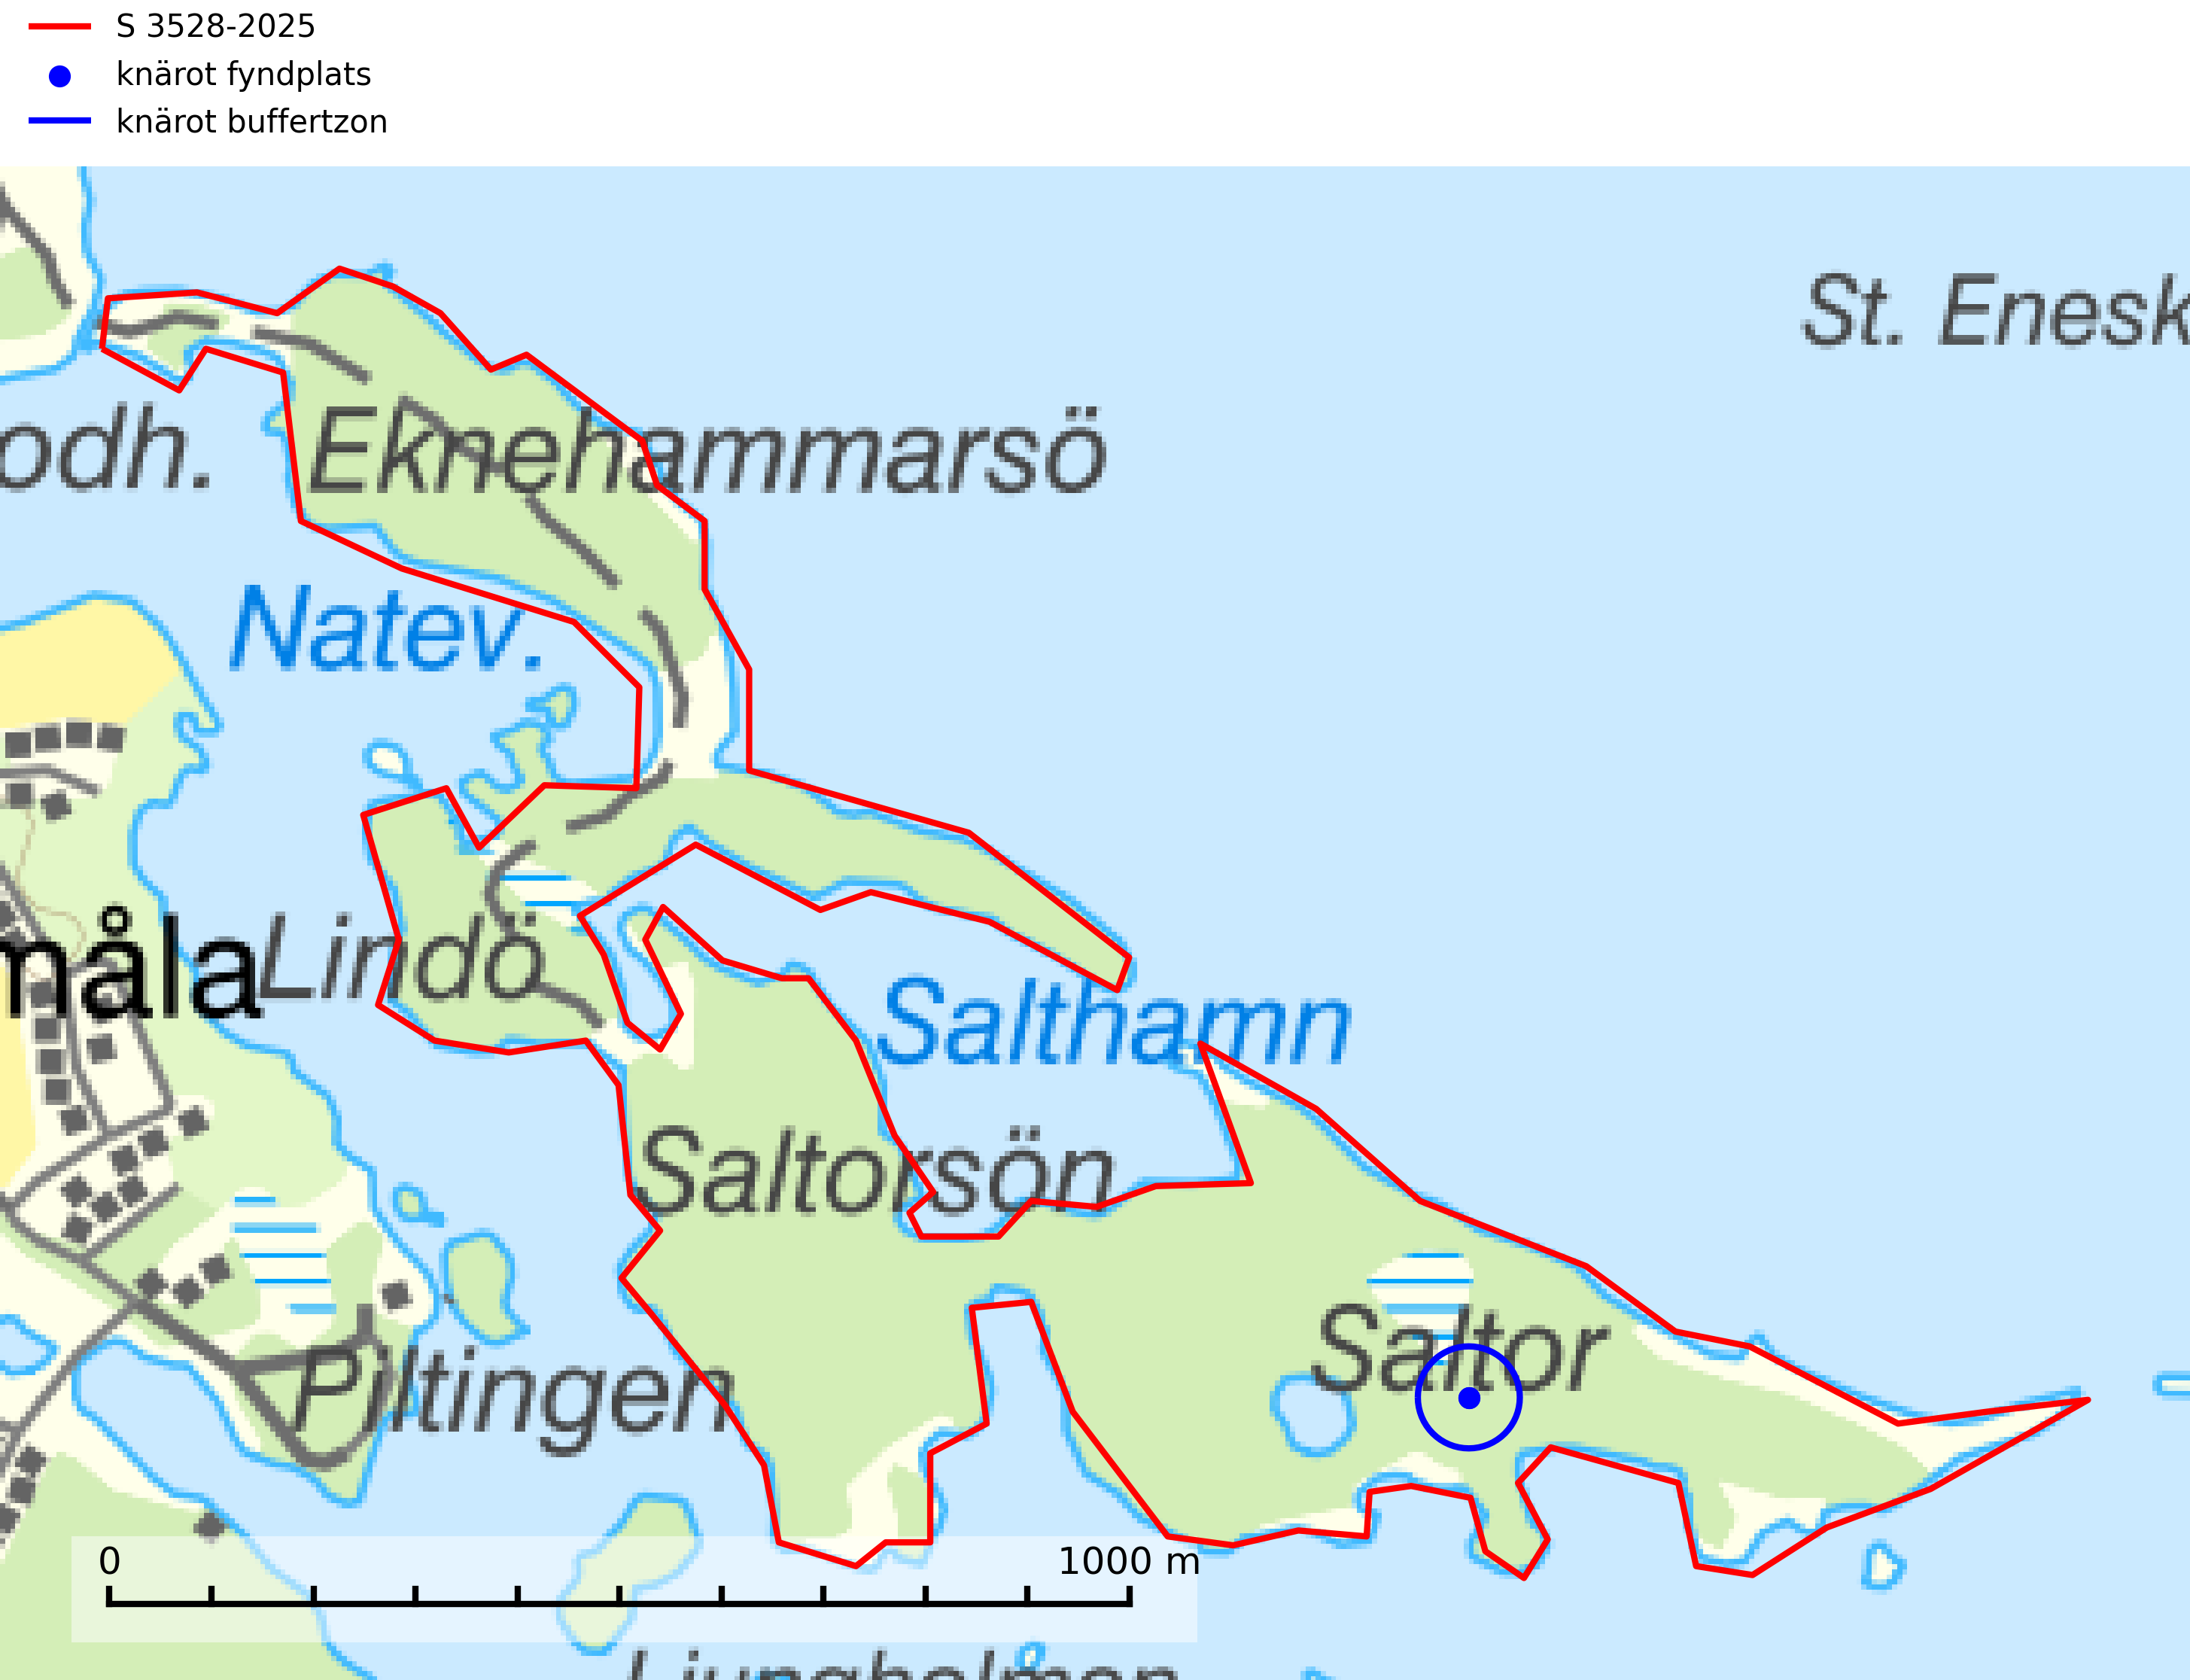 S 3528-2025
knärot fyndplats
knärot buffertzon
St. Enesk
odh.
Eknehammarsö
Natev.
måla
Lindö
Salthamn
Saltorsön
Saltor
Piltingen
0
1000 m